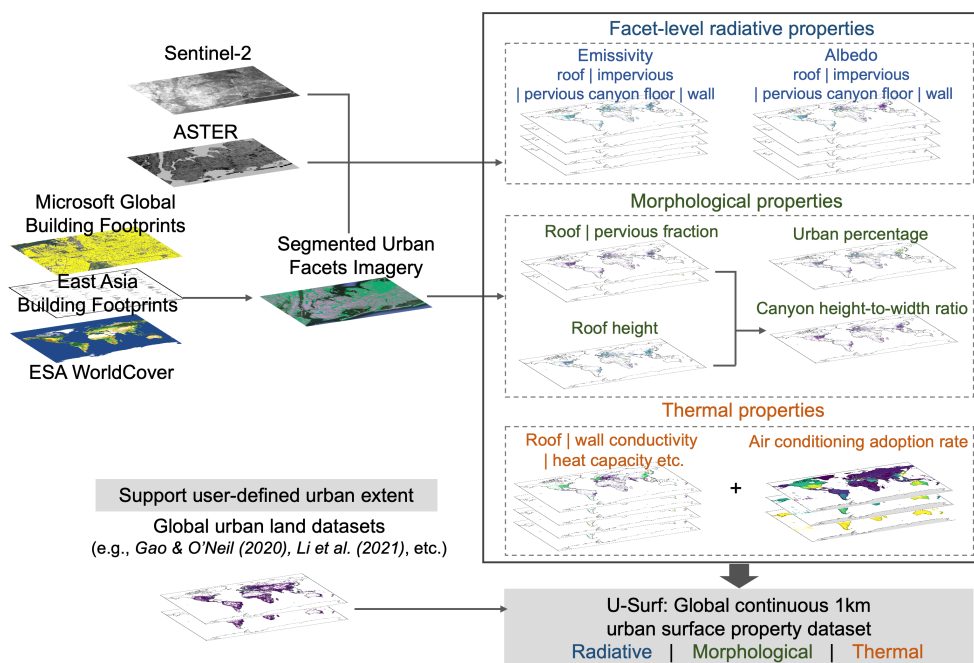 Sentinel-2
ASTER
Microsoft Global
Building Footprints
East Asia
Building Footprints
ESA WorldCover
Segmented Urban
Facets Imagery
Facet-level radiative properties
Emissivity
roof | impervious
| pervious canyon floor | wall
Albedo
roof | impervious
| pervious canyon floor | wall
Morphological properties
Roof | pervious fraction
Urban percentage
Roof height
Canyon height-to-width ratio
Thermal properties
Roof | wall conductivity
| heat capacity etc.
+
Air conditioning adoption rate
Support user-defined urban extent
Global urban land datasets
(e.g., Gao & O'Neil (2020), Li et al. (2021), etc.)
U-Surf: Global continuous 1km
urban surface property dataset
Radiative | Morphological | Thermal